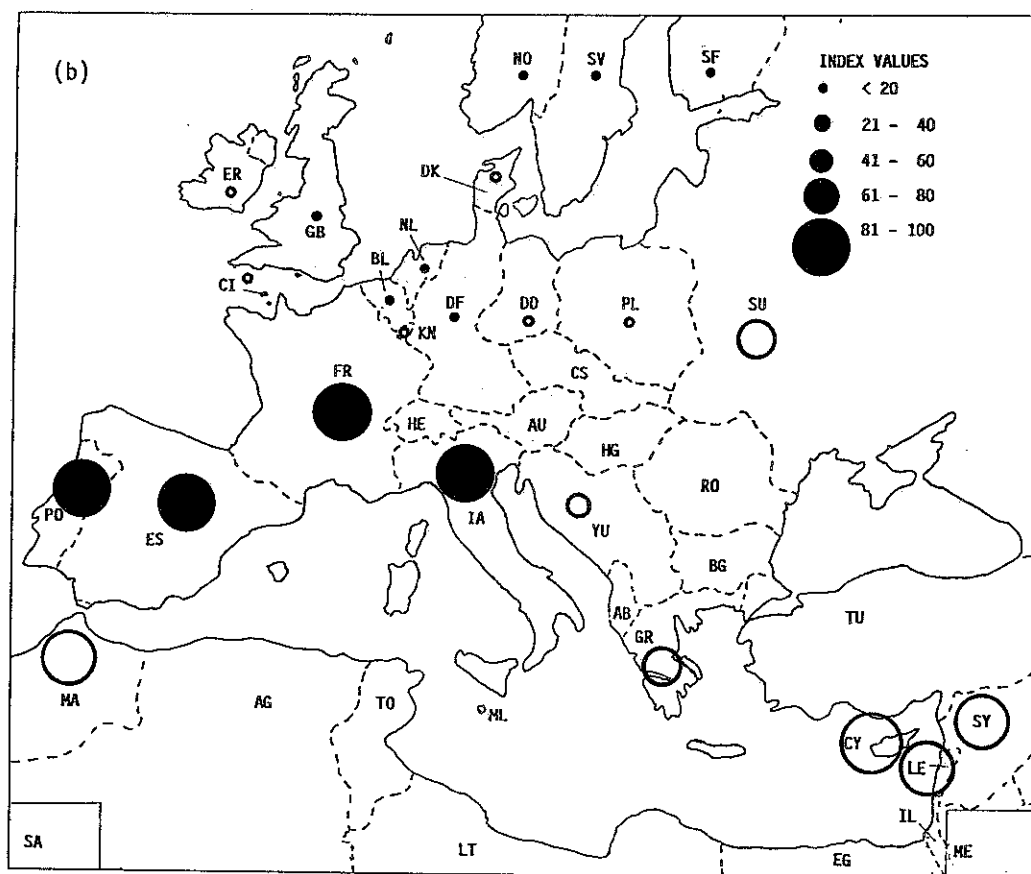 (b)
NO SV SF
INDEX VALUES
< 20
21 - 40
41 - 60
61 - 80
81 - 100
ER
DK
GB
NL
BL
CI
DF
DD
PL
SU
KN
FR
CS
HE
AU
HG
RO
PO
ES
IA
YU
BG
AB
GR
TU
MA
AG
TO
ML
CY
SY
LE
IL
SA
LT
EG
ME